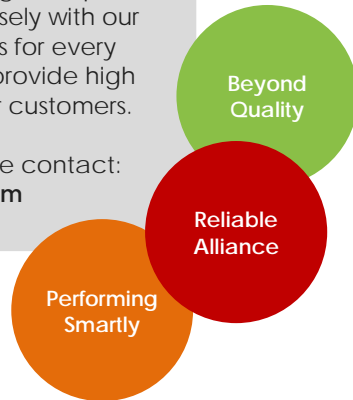 sely with our
s for every
provide high
customers.
e contact:
m
Beyond
Quality
Reliable
Alliance
Performing
Smartly